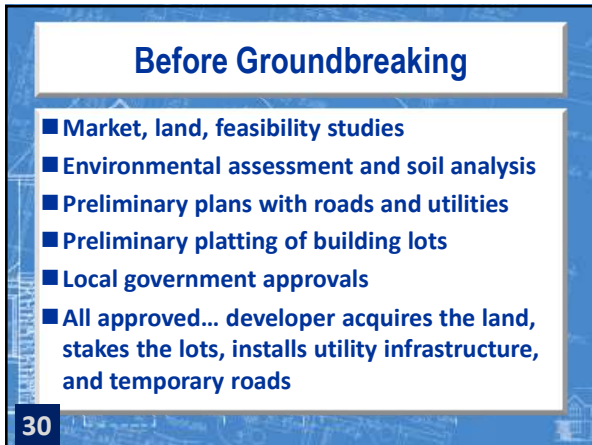 Before Groundbreaking
■ Market, land, feasibility studies
■ Environmental assessment and soil analysis
■ Preliminary plans with roads and utilities
■ Preliminary platting of building lots
■ Local government approvals
■ All approved... developer acquires the land,
stakes the lots, installs utility infrastructure,
and temporary roads
30